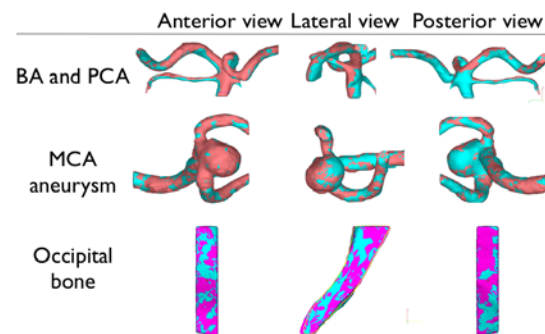 Anterior view Lateral view Posterior view
BA and PCA
MCA
aneurysm
Occipital
bone